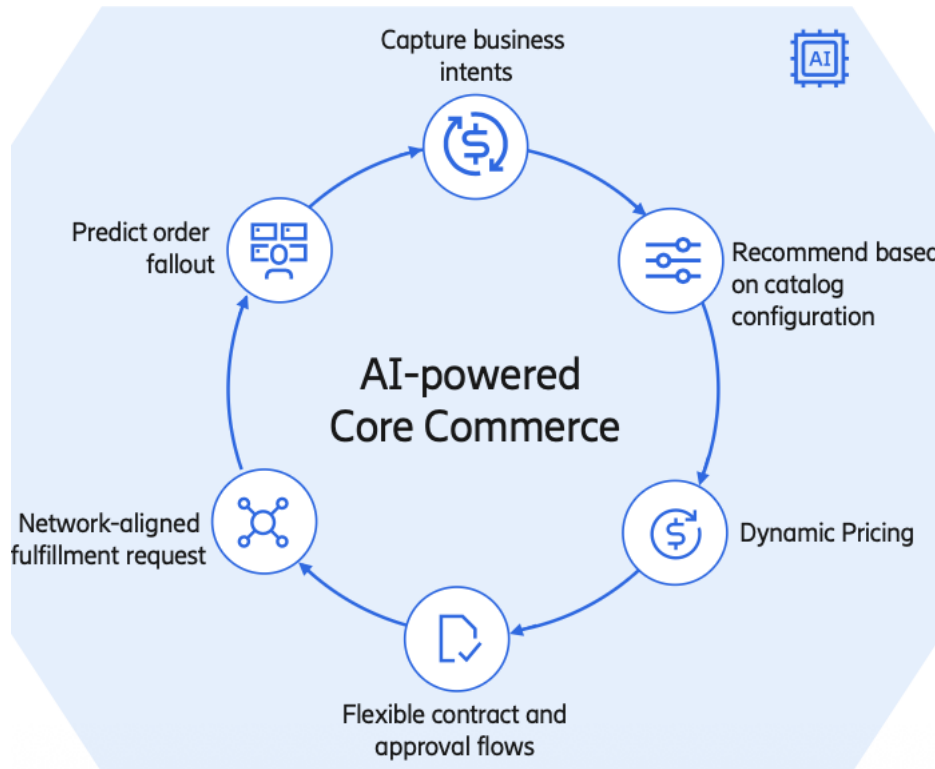 Capture business
intents
AI
Predict order
fallout
Recommend based
on catalog
configuration
AI-powered
Core Commerce
Network-aligned
fulfillment request
Dynamic Pricing
Flexible contract and
approval flows